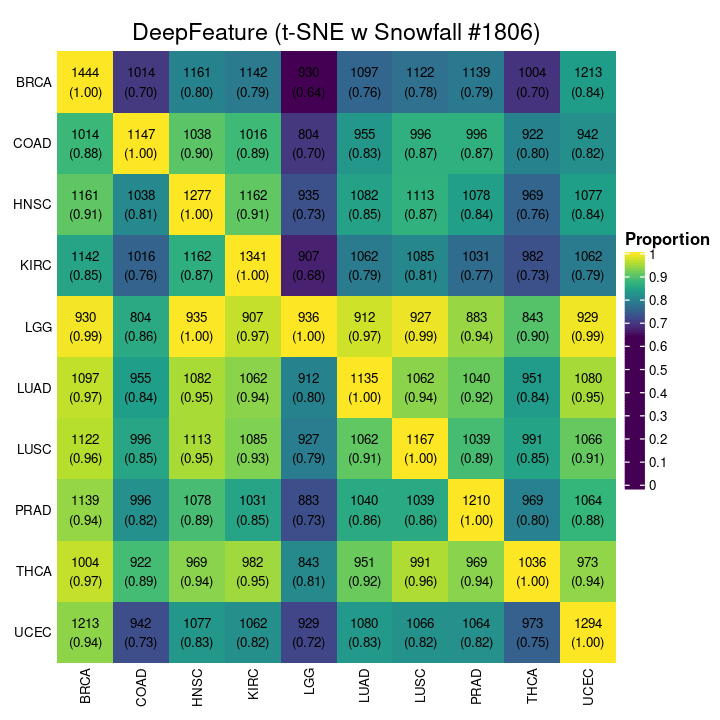 DeepFeature (t-SNE w Snowfall #1806)
BRCA 1444 1014 1161 1142 930 1097 1122 1139 1004 1213
(1.00) (0.70) (0.80) (0.79) (0.64) (0.76) (0.78) (0.79) (0.70) (0.84)
COAD 1014 1147 1038 1016 804 955 996 996 922 942
(0.88) (1.00) (0.90) (0.89) (0.70) (0.83) (0.87) (0.87) (0.80) (0.82)
HNSC 1161 1038 1277 1162 935 1082 1113 1078 969 1077
(0.91) (0.81) (1.00) (0.91) (0.73) (0.85) (0.87) (0.84) (0.76) (0.84)
KIRC 1142 1016 1162 1341 907 1062 1085 1031 982 1062
(0.85) (0.76) (0.87) (1.00) (0.68) (0.79) (0.81) (0.77) (0.73) (0.79)
LGG 930 804 935 907 936 912 927 883 843 929
(0.99) (0.86) (1.00) (0.97) (1.00) (0.97) (0.99) (0.94) (0.90) (0.99)
LUAD 1097 955 1082 1062 912 1135 1062 1040 951 1080
(0.97) (0.84) (0.95) (0.94) (0.80) (1.00) (0.94) (0.92) (0.84) (0.95)
LUSC 1122 996 1113 1085 927 1062 1167 1039 991 1066
(0.96) (0.85) (0.95) (0.93) (0.79) (0.91) (1.00) (0.89) (0.85) (0.91)
PRAD 1139 996 1078 1031 883 1040 1039 1210 969 1064
(0.94) (0.82) (0.89) (0.85) (0.73) (0.86) (0.86) (1.00) (0.80) (0.88)
THCA 1004 922 969 982 843 951 991 969 1036 973
(0.97) (0.89) (0.94) (0.95) (0.81) (0.92) (0.96) (0.94) (1.00) (0.94)
UCEC 1213 942 1077 1062 929 1080 1066 1064 973 1294
(0.94) (0.73) (0.83) (0.82) (0.72) (0.83) (0.82) (0.82) (0.75) (1.00)
BRCA COAD HNSC KIRC LGG LUAD LUSC PRAD THCA UCEC
Proportion
1
0.9
0.8
0.7
0.6
0.5
0.4
0.3
0.2
0.1
0